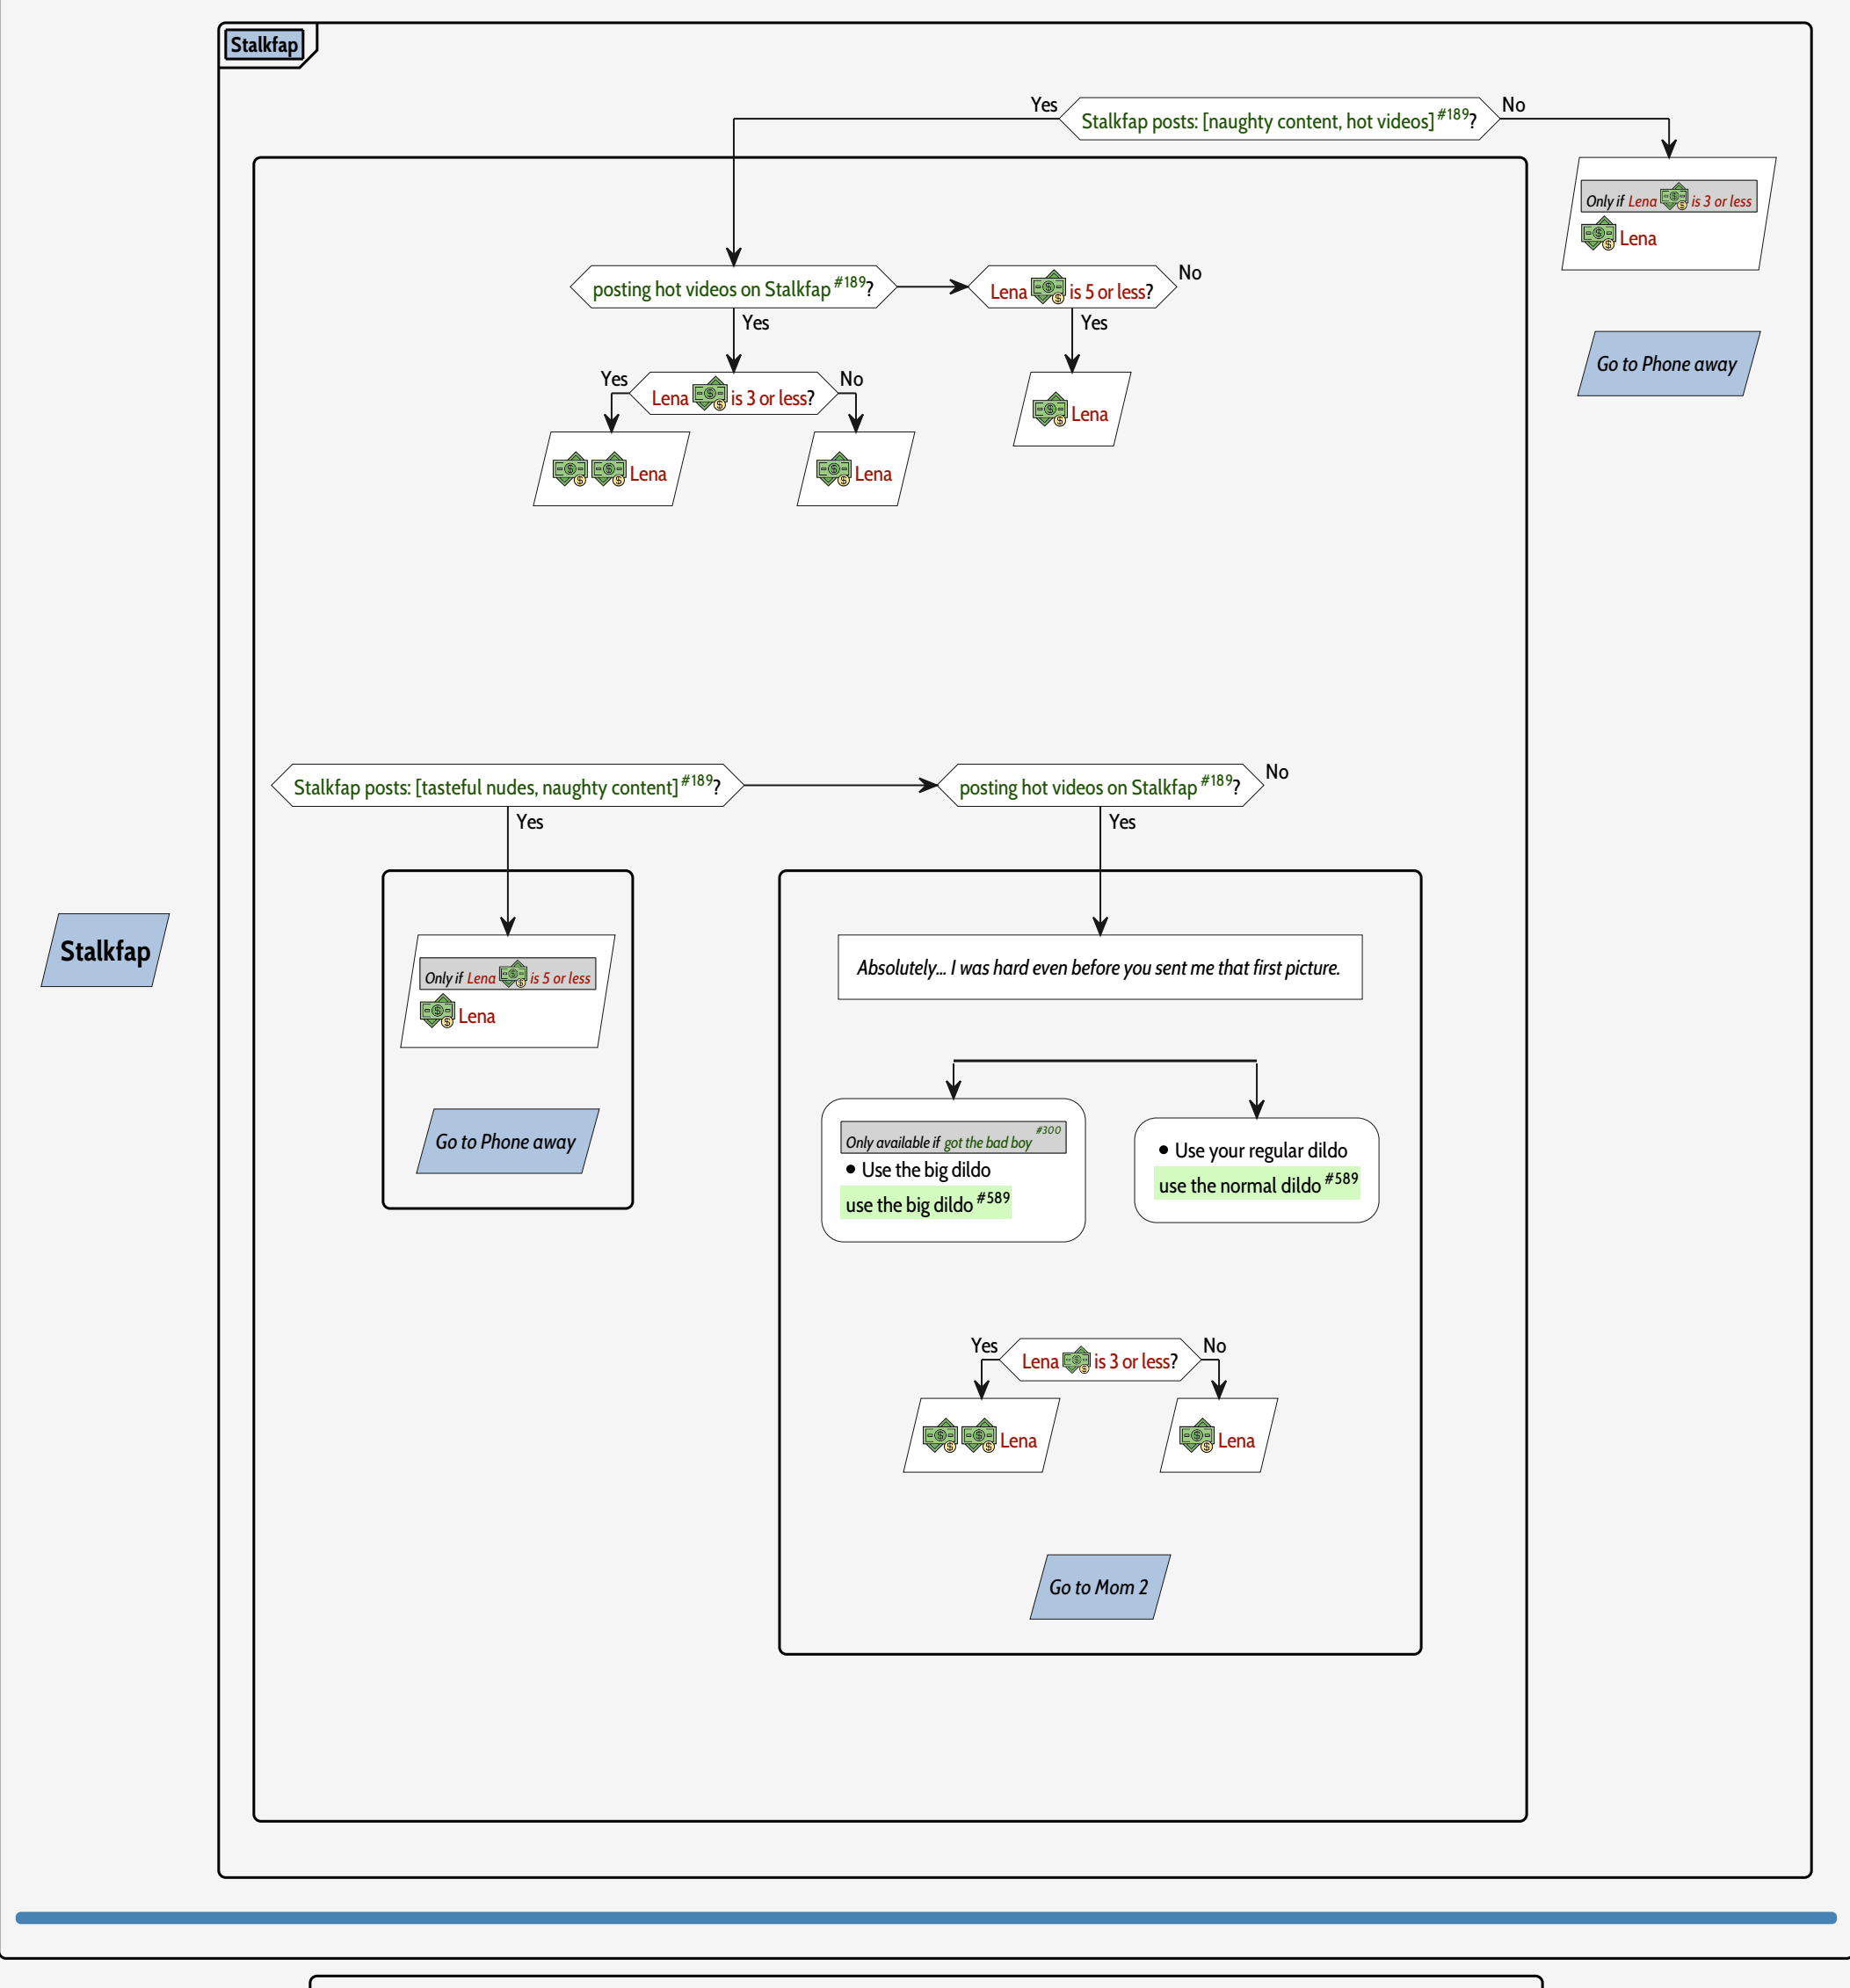 Stalkfap
Yes
Stalkfap posts: [naughty content, hot videos] #189?
No
Only if Lena is 3 or less
Lena
Go to Phone away
posting hot videos on Stalkfap #189?
Lena is 5 or less?
No
Yes
Yes
Lena
Yes
Lena is 3 or less?
No
Lena
Lena
Stalkfap posts: [tasteful nudes, naughty content] #189?
posting hot videos on Stalkfap #189?
No
Yes
Yes
Stalkfap
Only if Lena is 5 or less
Lena
Go to Phone away
Absolutely... I was hard even before you sent me that first picture.
Only available if got the bad boy #300
• Use the big dildo
use the big dildo #589
• Use your regular dildo
use the normal dildo #589
Yes
Lena is 3 or less?
No
Lena
Lena
Go to Mom 2